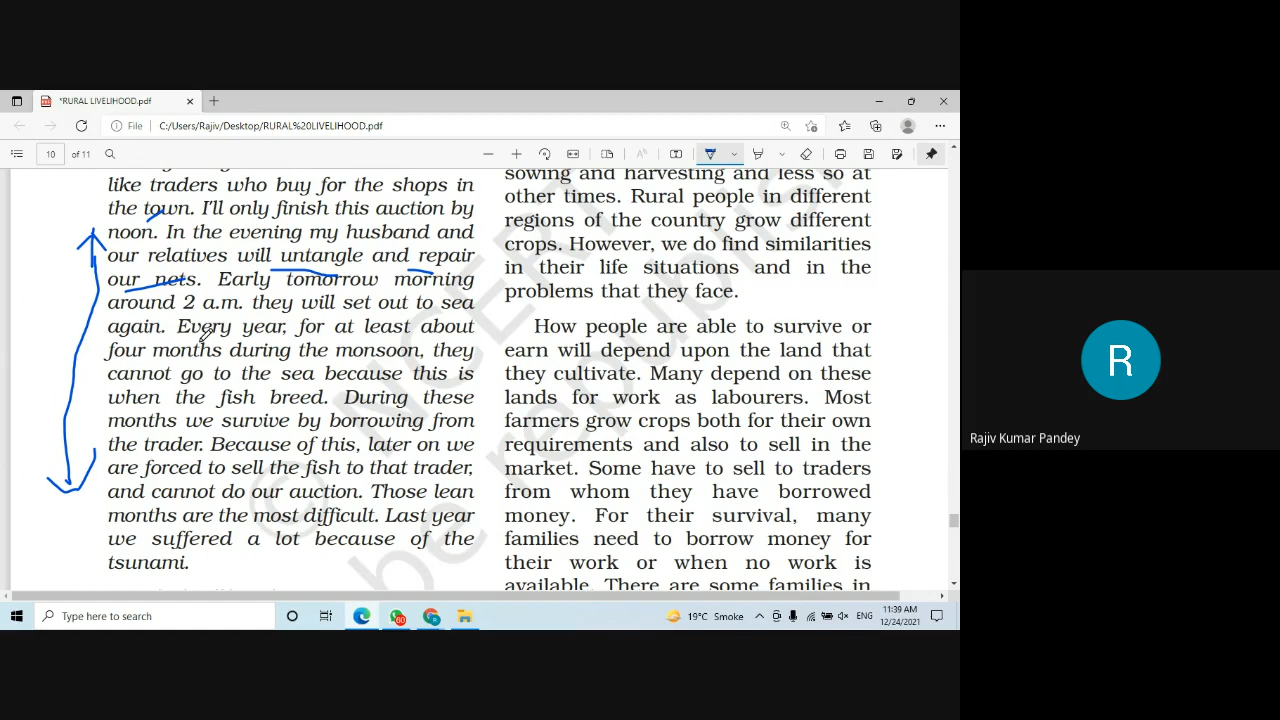 *RURAL LIVELIHOOD.pdf
File
C:/Users/Rajiv/Desktop/RURAL%20LIVELIHOOD.pdf
10 of 11
like traders who buy for the shops in
the town. I'll only finish this auction by
noon. In the evening my husband and
our relatives will untangle and repair
our nets. Early tomorrow morning
around 2 a.m. they will set out to sea
again. Every year, for at least about
four months during the monsoon, they
cannot go to the sea because this is
when the fish breed. During these
months we survive by borrowing from
the trader. Because of this, later on we
are forced to sell the fish to that trader,
and cannot do our auction. Those lean
months are the most difficult. Last year
we suffered a lot because of the
tsunami.
sowing and harvesting and less so at
other times. Rural people in different
regions of the country grow different
crops. However, we do find similarities
in their life situations and in the
problems that they face.
How people are able to survive or
earn will depend upon the land that
they cultivate. Many depend on these
lands for work as labourers. Most
farmers grow crops both for their own
requirements and also to sell in the
market. Some have to sell to traders
from whom they have borrowed
money. For their survival, many
families need to borrow money for
their work or when no work is
available. There are some families in
© NCERT
be republish
R
Rajiv Kumar Pandey
Type here to search
60
19°C Smoke
ENG
11:39 AM
12/24/2021